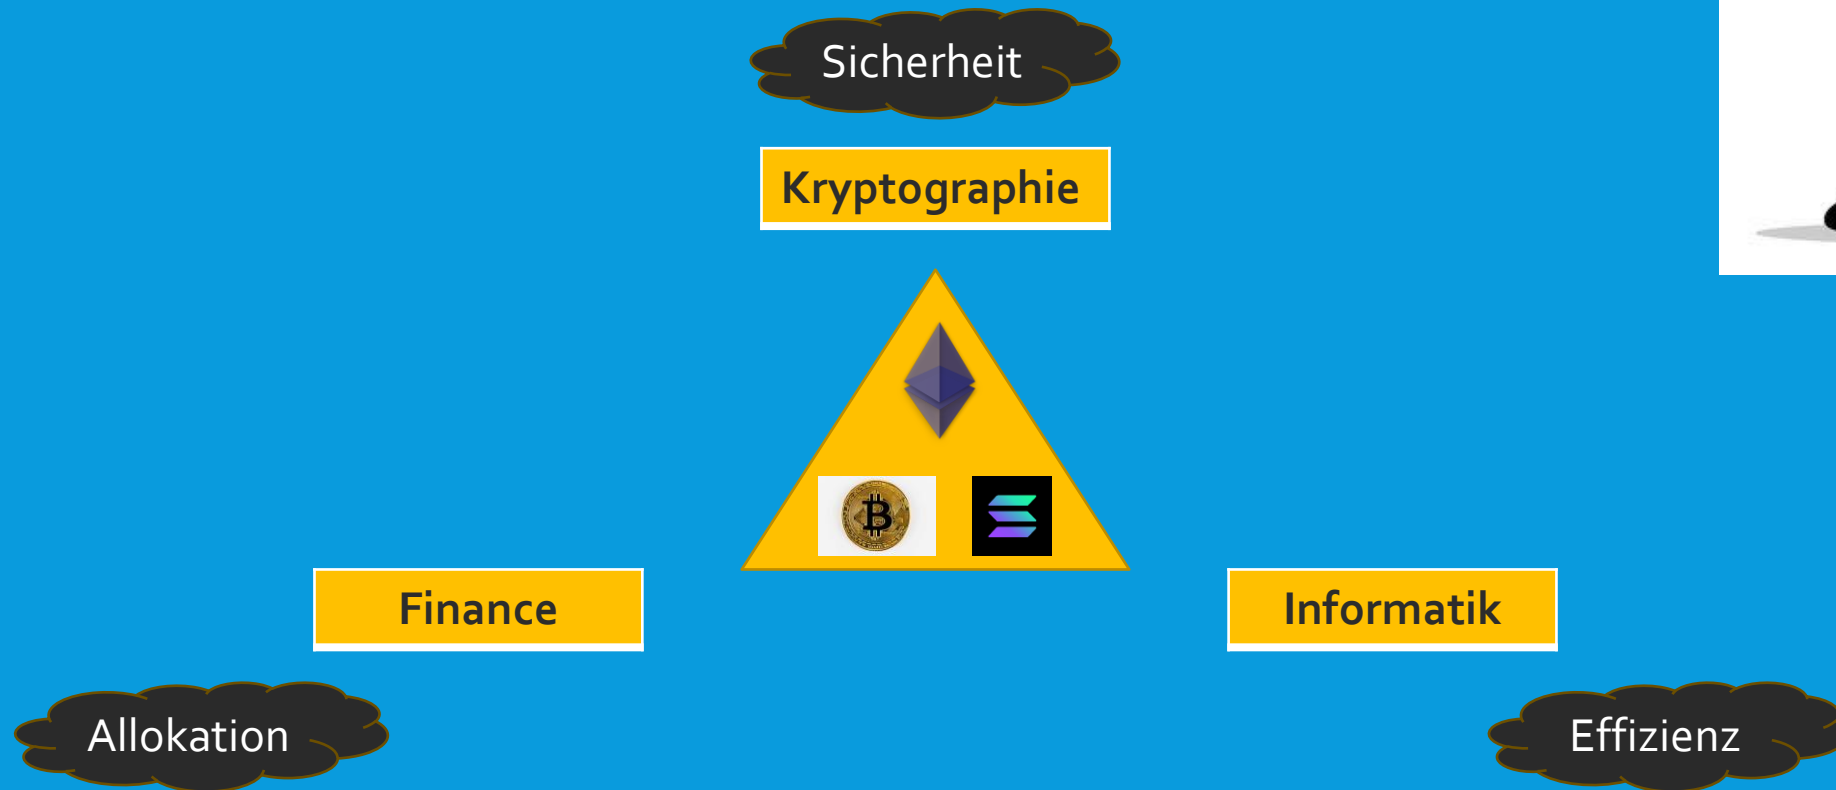 Sicherheit
Kryptographie
Finance
Informatik
Allokation
Effizienz